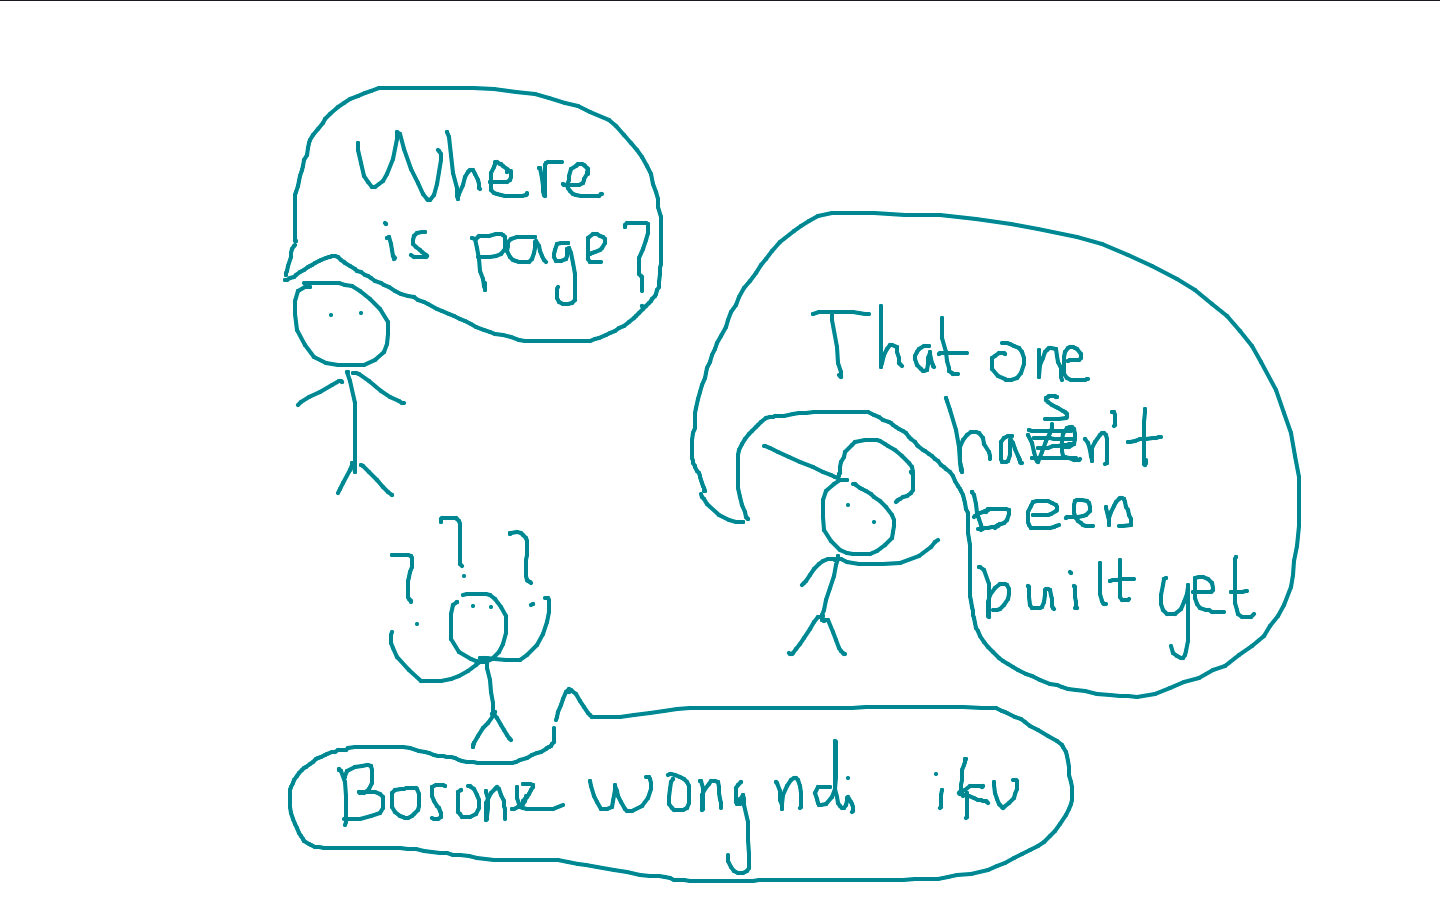 Where
is page?
That one
hasn't
been
built yet
? ? ?
Bosone wong ndi iku